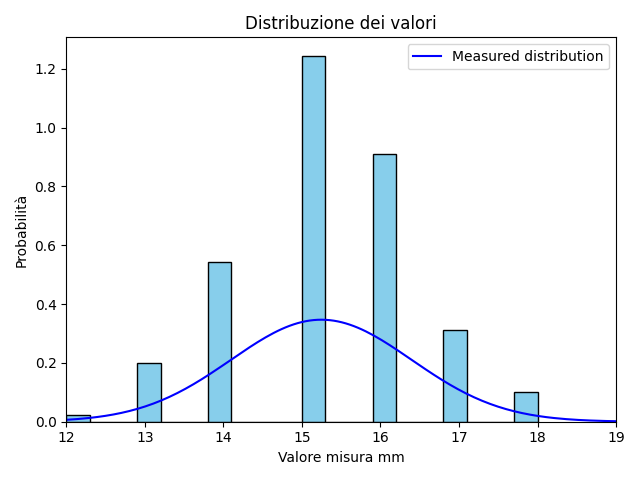 Distribuzione dei valori
Measured distribution
Probabilità
1.2
1.0
0.8
0.6
0.4
0.2
0.0
12 13 14 15 16 17 18 19
Valore misura mm